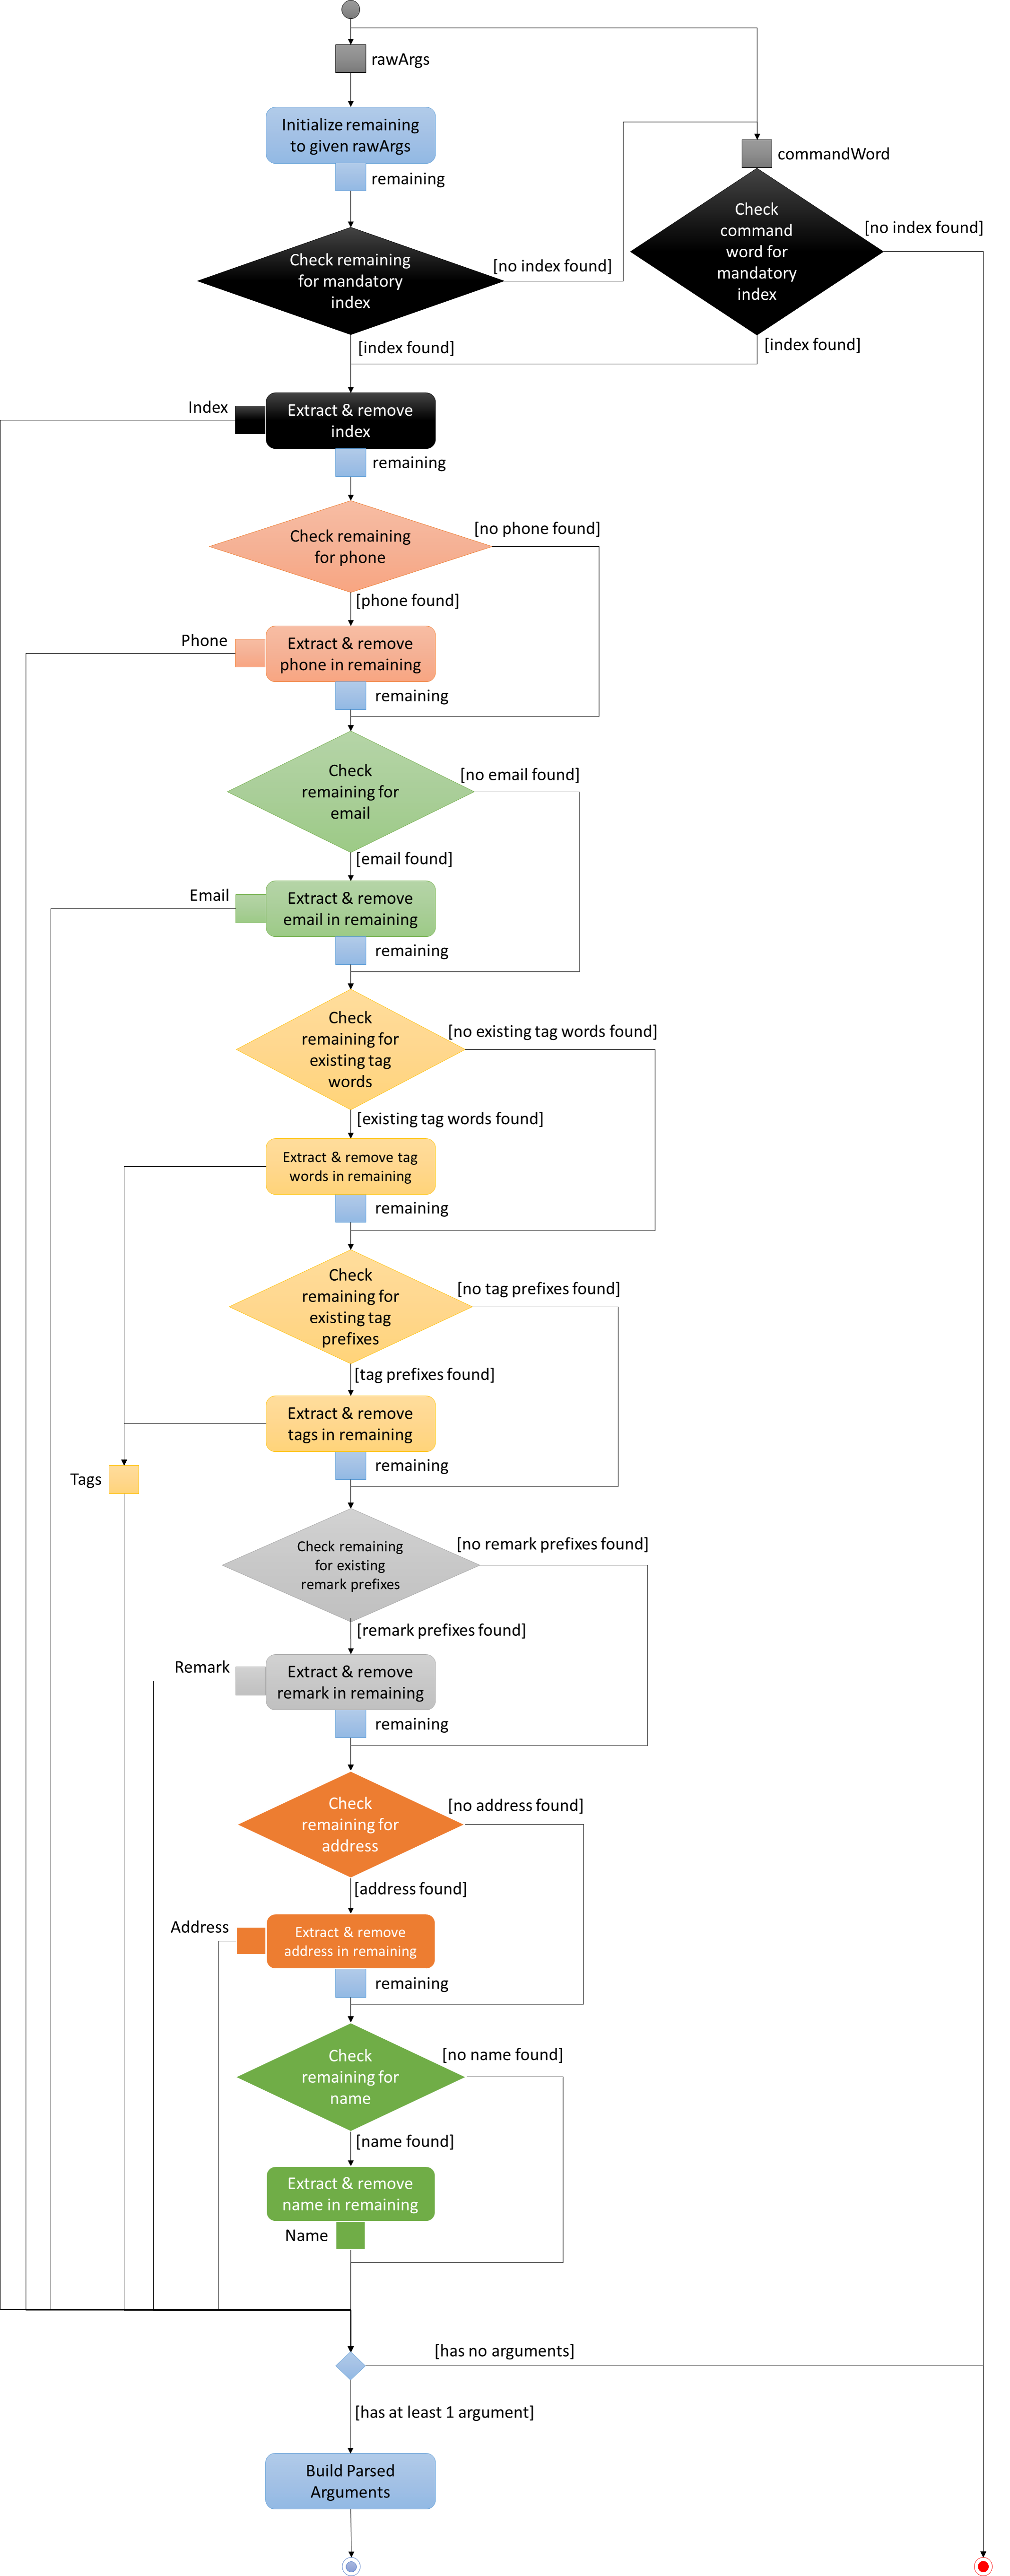 rawArgs
Initialize remaining
to given rawArgs
remaining
commandWord
Check
command
word for
mandatory
index
[no index found]
Check remaining
for mandatory
index
[no index found]
[index found]
[index found]
Index
Extract & remove
index
remaining
Check remaining
for phone
[no phone found]
[phone found]
Phone
Extract & remove
phone in remaining
remaining
Check
remaining for
email
[no email found]
[email found]
Email
Extract & remove
email in remaining
remaining
Check
remaining for
existing tag
words
[no existing tag words found]
[existing tag words found]
Extract & remove tag
words in remaining
remaining
Check
remaining for
existing tag
prefixes
[no tag prefixes found]
[tag prefixes found]
Extract & remove
tags in remaining
remaining
Tags
Check remaining
for existing
remark prefixes
[no remark prefixes found]
[remark prefixes found]
Remark
Extract & remove
remark in remaining
remaining
Check
remaining for
address
[no address found]
[address found]
Address
Extract & remove
address in remaining
remaining
Check
remaining for
name
[no name found]
[name found]
Extract & remove
name in remaining
Name
[has no arguments]
[has at least 1 argument]
Build Parsed
Arguments